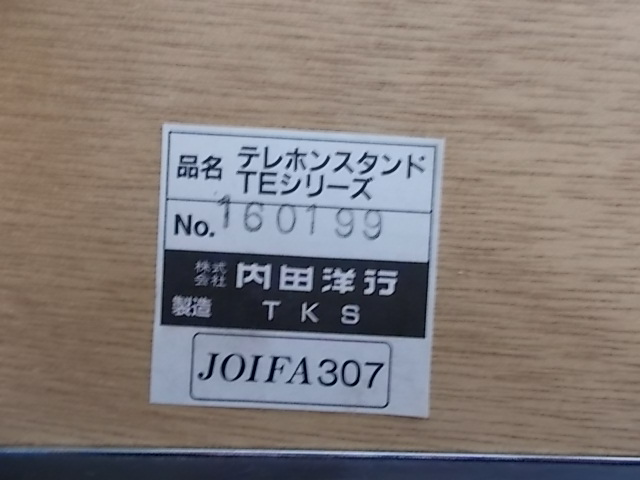 品名 テレホンスタンド
TEシリーズ
No. 160199
株式会社 内田洋行
製造 TKS
JOIFA307